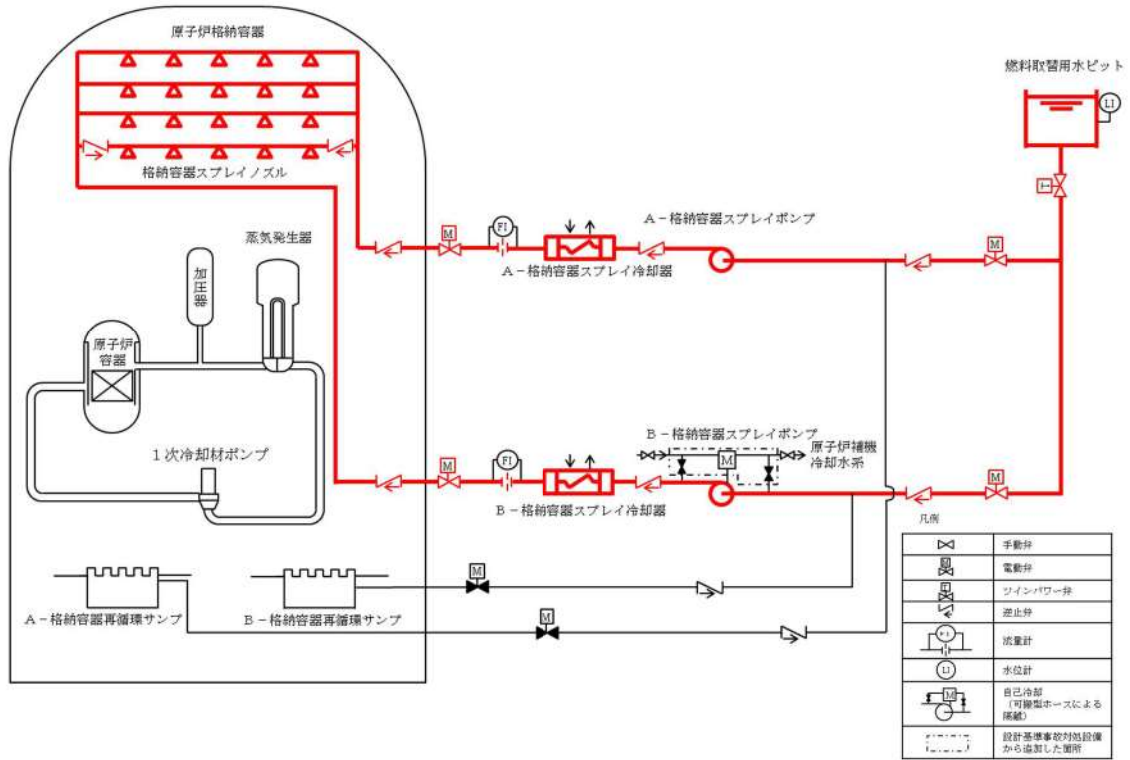 原子炉格納容器
格納容器スプレイノズル
燃料取替用水ピット
LI
T
蒸気発生器
加圧器
原子炉
容器
1次冷却材ポンプ
M
FI
A－格納容器スプレイポンプ
A－格納容器スプレイ冷却器
M
M
FI
B－格納容器スプレイポンプ
M
原子炉補機
冷却水系
B－格納容器スプレイ冷却器
M
A－格納容器再循環サンプ
B－格納容器再循環サンプ
M
M
凡例
手動弁
M
電動弁
T
ツインパワー弁
逆止弁
FI
流量計
LI
水位計
M
自己冷却
（可搬型ホースによる
隔離）
設計基準事故対処設備
から追加した箇所